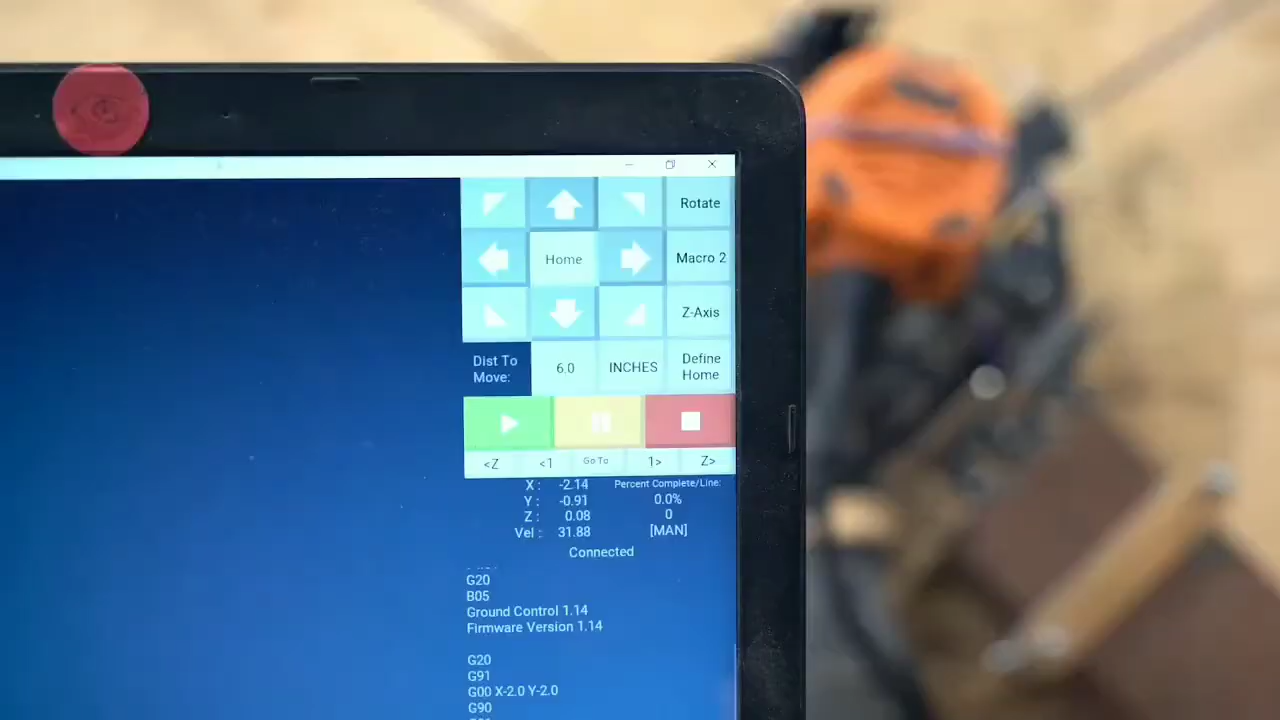 Rotate
Home
Macro 2
Z-Axis
Dist To
Move:
6.0
INCHES
Define
Home
<Z
<1
Go To
1>
Z>
X : -2.14
Y : -0.91
Z : 0.08
Vel : 31.88
Percent Complete/Line:
0.0%
0
[MAN]
Connected
G20
B05
Ground Control 1.14
Firmware Version 1.14
G20
G91
G00 X-2.0 Y-2.0
G90